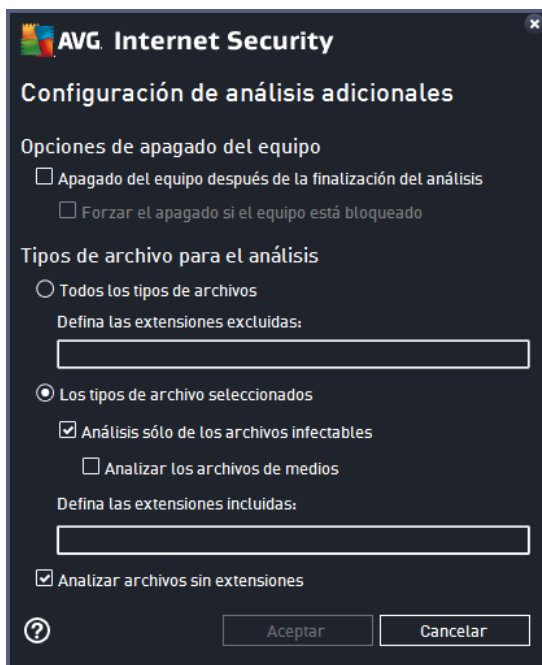 AVG. Internet Security
Configuración de análisis adicionales
Opciones de apagado del equipo
Apagado del equipo después de la finalización del análisis
Forzar el apagado si el equipo está bloqueado
Tipos de archivo para el análisis
Todos los tipos de archivos
Defina las extensiones excluidas:
Los tipos de archivo seleccionados
Análisis sólo de los archivos infectables
Analizar los archivos de medios
Defina las extensiones incluidas:
Analizar archivos sin extensiones
Aceptar
Cancelar